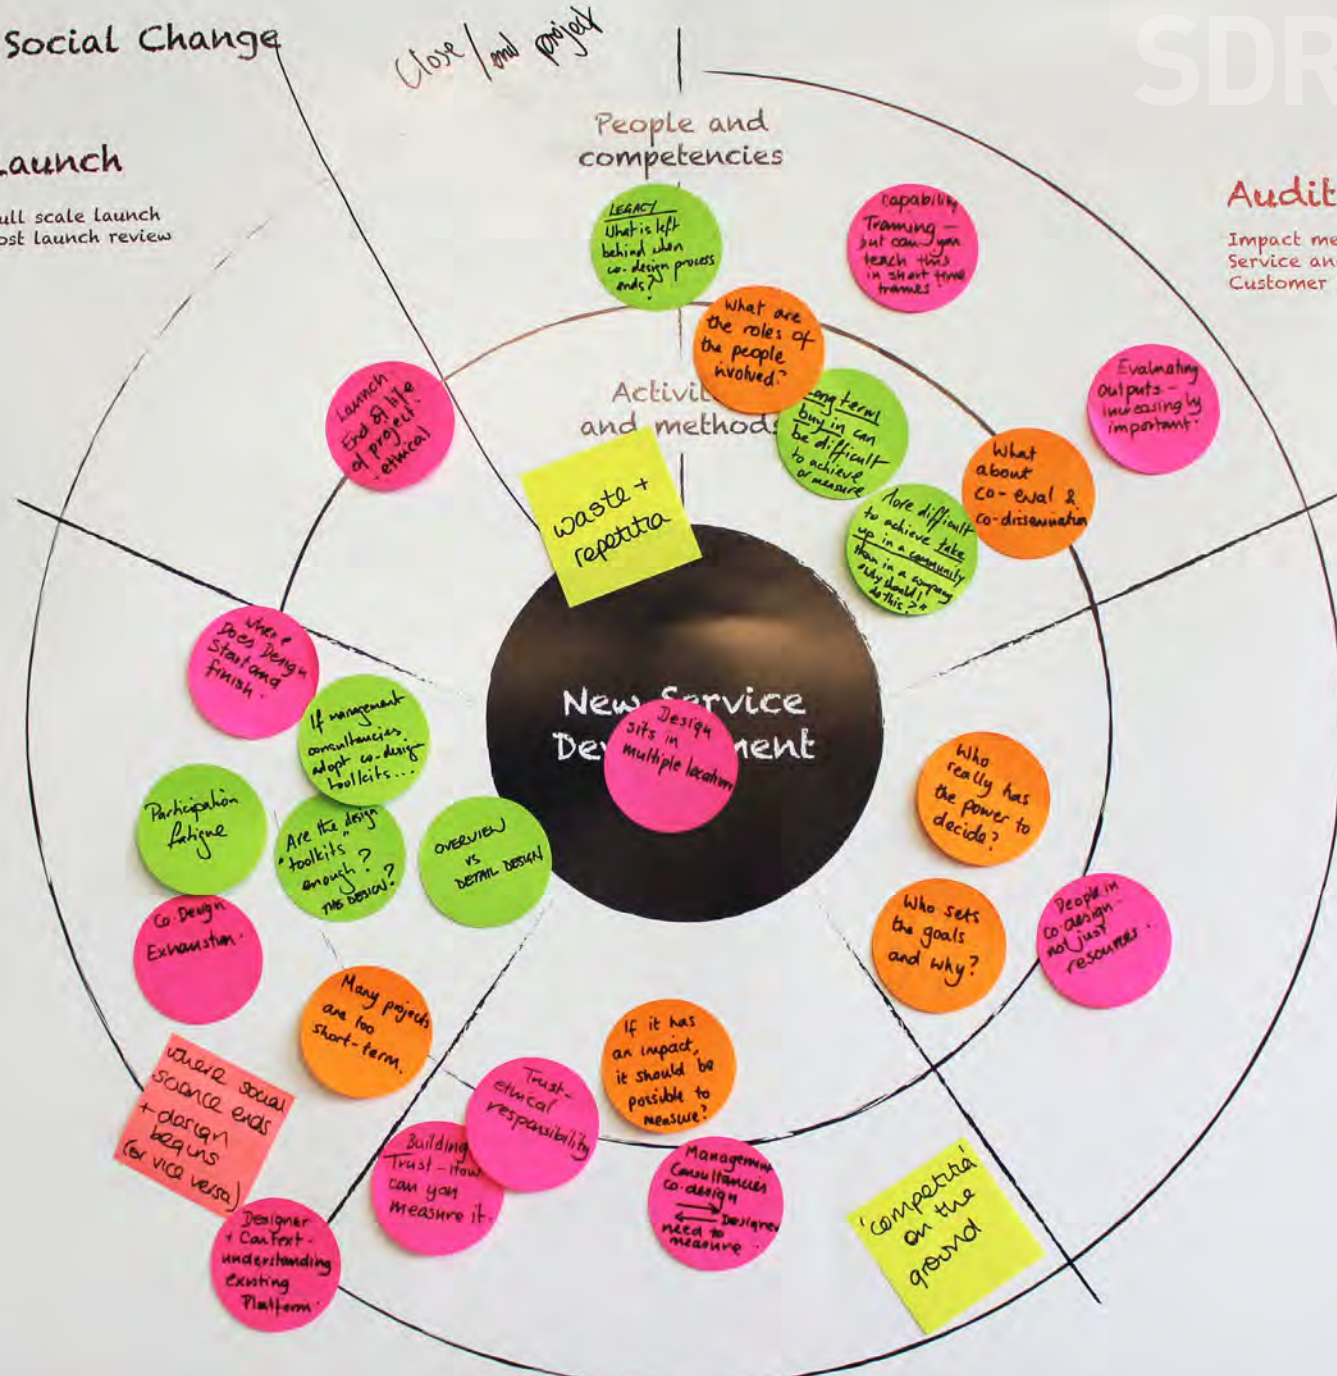 SDR
Social Change
Close / end project
Launch
ull scale launch
ost launch review
People and
competencies
Audit
Impact me
Service an
Customer
LEGACY
What is left
behind when
co-design process
ends?
Capability
Training —
but can you
teach this
in short time
frames
What are
the roles of
the people
involved?
Activi
and methods
Long term
buy in can
be difficult
to achieve
or measure
Evaluating
outputs —
increasingly
important.
Launch.
End of life
of project.
ethical
What
about
co-eval &
co-dissemination
More difficult
to achieve take
up in a community
than in a company
"why should I
do this?"
waste +
repetitio
Where
Does Design
Start and
finish.
If management
consultancies
adopt co-design
toolkits...
New Service
De ment
Design
sits in
multiple location
Who
really has
the power to
decide?
Participation
fatigue
Are the design
"toolkits"
enough?
THE DESIGN?
OVERVIEW
vs
DETAIL DESIGN
Co-Design
Exhaustion.
Who sets
the goals
and why?
People in
co-design
not just
resources.
Many projects
are too
short-term.
If it has
an impact,
it should be
possible to
measure?
where social
science ends
+ design
begins
(or vice versa)
Trust -
ethical
responsibility
Building
Trust - How
can you
measure it.
Management
Consultancies
co-design
Designer
need to
measure.
'competitio'
on the
ground
Designer
+ Context -
understanding
existing
Platform.